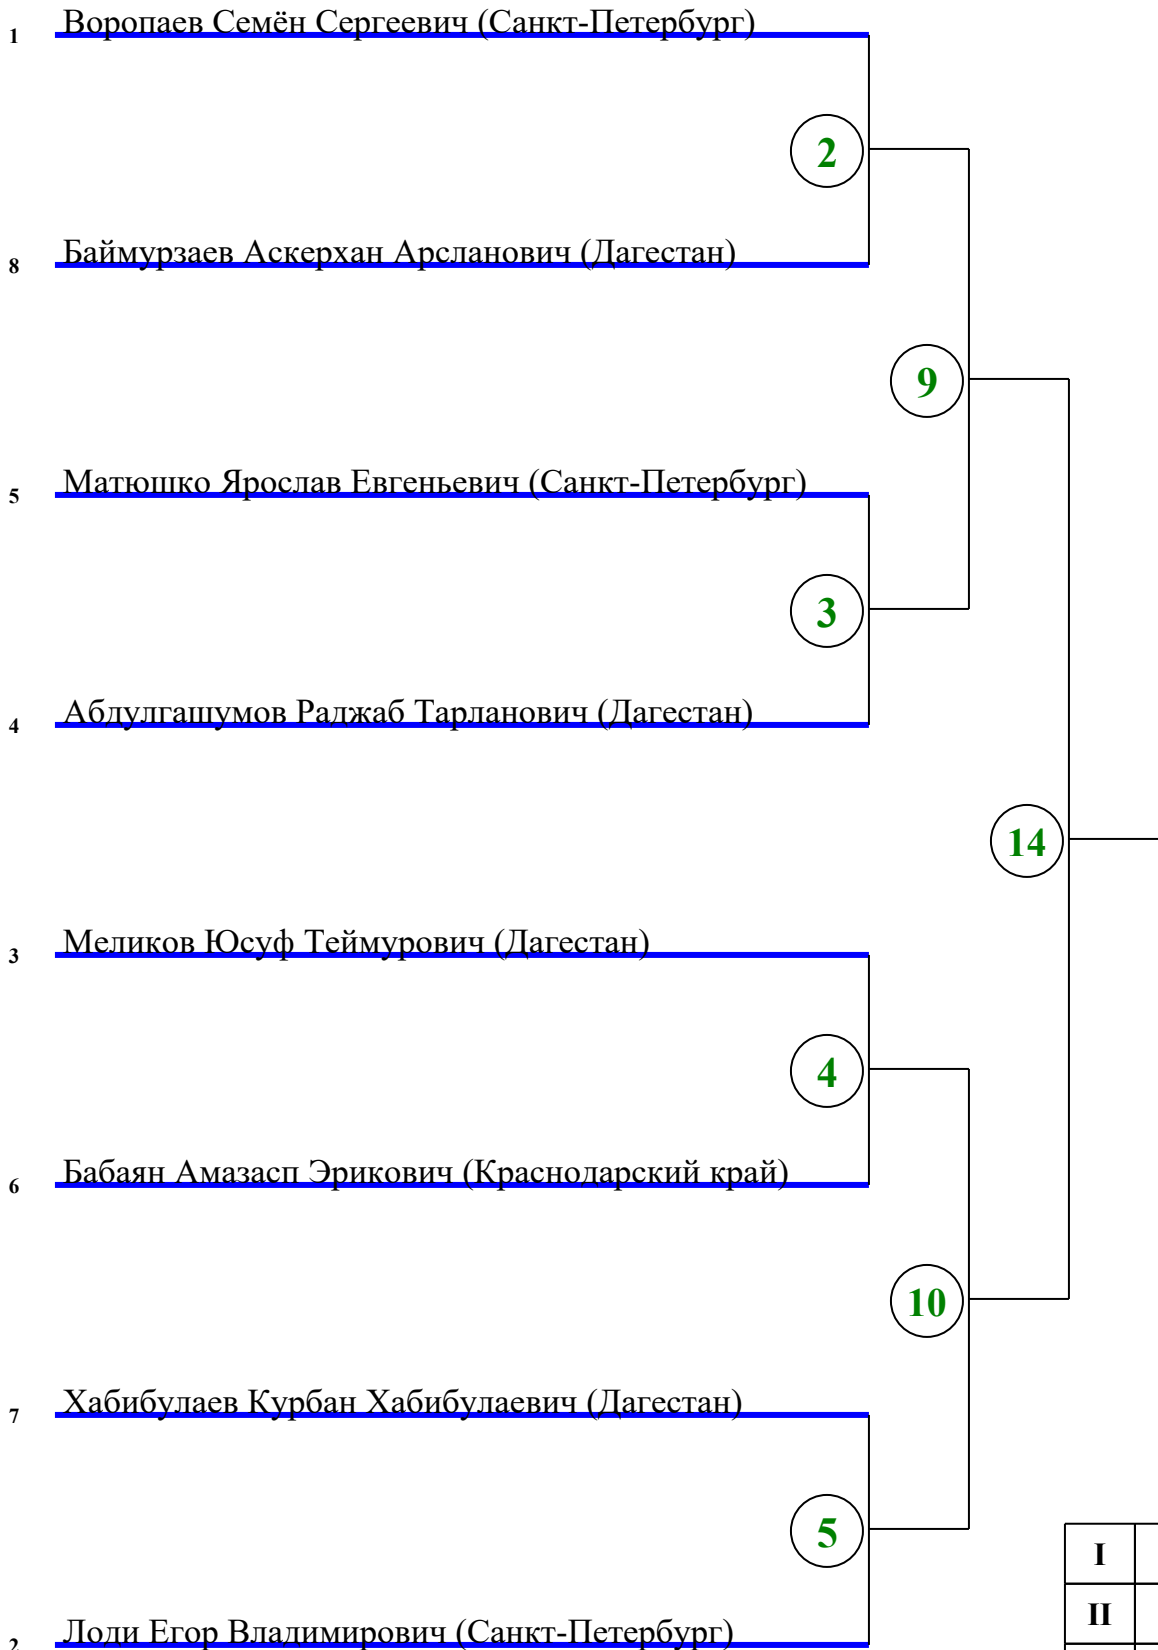 1 Воропаев Семён Сергеевич (Санкт-Петербург)
2
8 Баймурзаев Аскерхан Арсланович (Дагестан)
9
5 Матюшко Ярослав Евгеньевич (Санкт-Петербург)
3
4 Абдулгашумов Раджаб Тарланович (Дагестан)
14
3 Меликов Юсуф Теймурович (Дагестан)
4
6 Бабаян Амазасп Эрикович (Краснодарский край)
10
7 Хабибулаев Курбан Хабибулаевич (Дагестан)
5
I
II
2 Лоди Егор Владимирович (Санкт-Петербург)